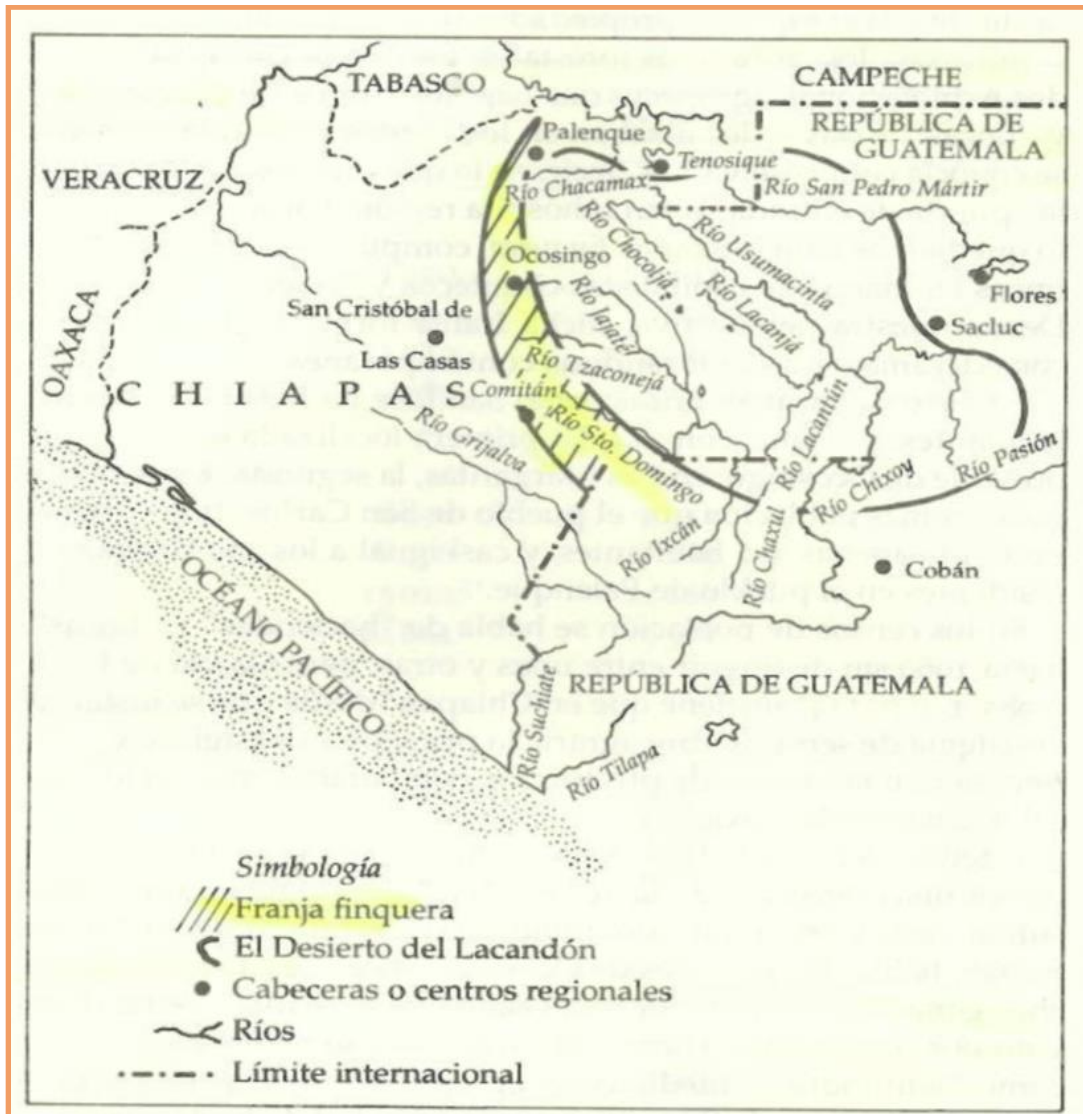 TABASCO
CAMPECHE
REPÚBLICA DE
GUATEMALA
VERACRUZ
Palenque
Tenosique
Río Chacamax
Río San Pedro Mártir
Río Chocoljá
Río Usumacinta
Ocosingo
Río Lacanjá
Río Jataté
Flores
Sacluc
OAXACA
San Cristóbal de
Las Casas
CHIAPAS
Río Tzaconejá
Comitán
Río Sto. Domingo
Río Lacantún
Río Grijalva
Río Pasión
Río Chixoy
Río Ixcán
Río Chaxul
Cobán
OCÉANO PACÍFICO
REPÚBLICA DE GUATEMALA
Río Suchiate
Río Tilapa
Simbología
Franja finquera
El Desierto del Lacandón
Cabeceras o centros regionales
Ríos
Límite internacional